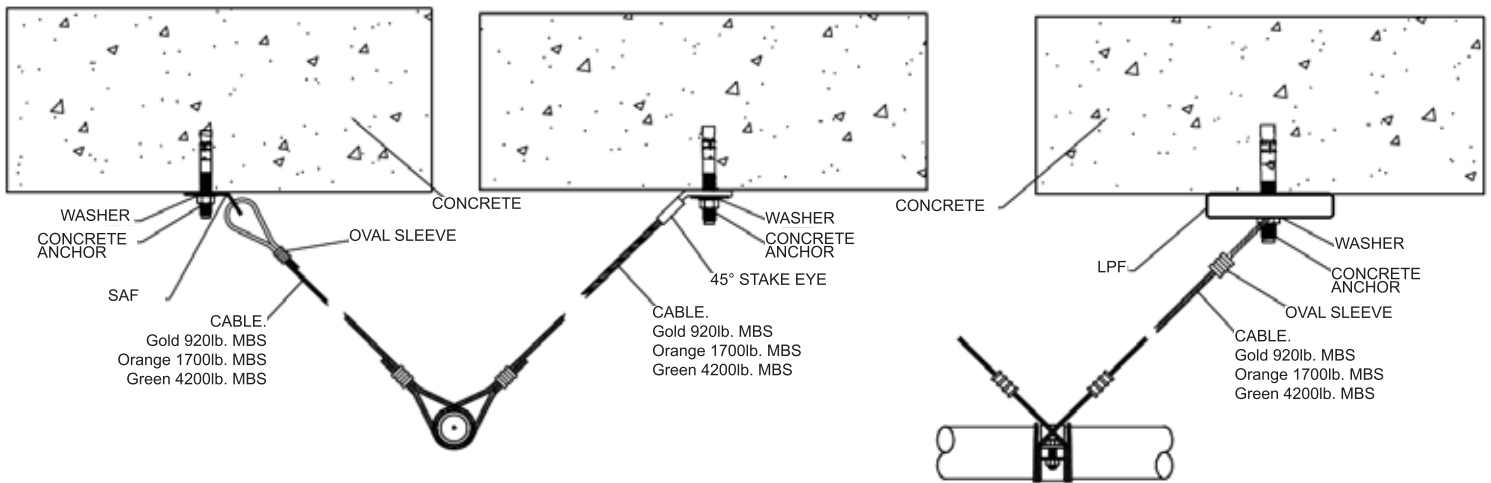 CONCRETE
WASHER
CONCRETE
ANCHOR
OVAL SLEEVE
SAF
CABLE.
Gold 920lb. MBS
Orange 1700lb. MBS
Green 4200lb. MBS
WASHER
CONCRETE
ANCHOR
45° STAKE EYE
CABLE.
Gold 920lb. MBS
Orange 1700lb. MBS
Green 4200lb. MBS
CONCRETE
WASHER
LPF
CONCRETE
ANCHOR
OVAL SLEEVE
CABLE.
Gold 920lb. MBS
Orange 1700lb. MBS
Green 4200lb. MBS